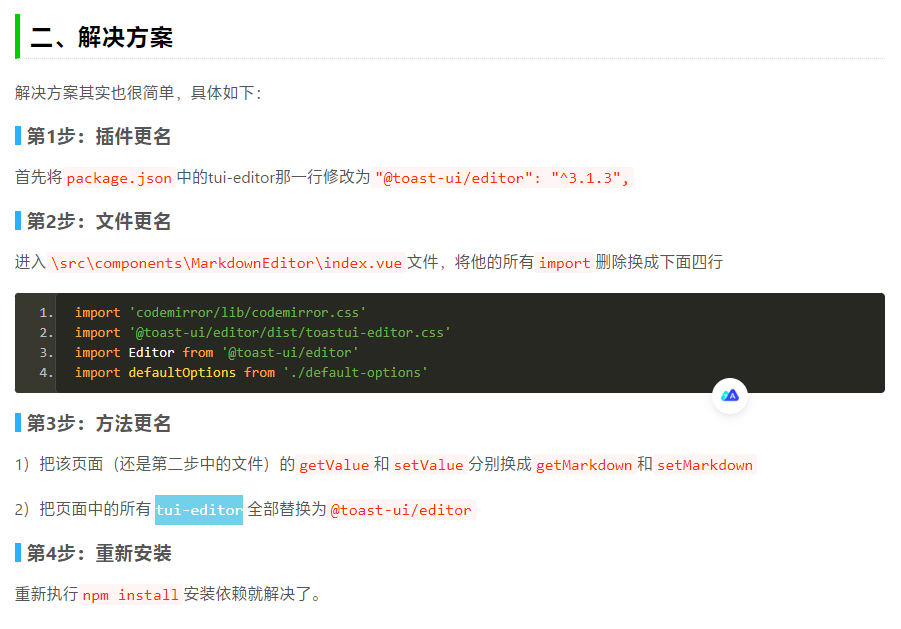 二、解决方案
解决方案其实也很简单，具体如下：
第1步：插件更名
首先将 package.json 中的tui-editor那一行修改为 "@toast-ui/editor": "^3.1.3",
第2步：文件更名
进入 \src\components\MarkdownEditor\index.vue 文件，将他的所有 import 删除换成下面四行
1. import 'codemirror/lib/codemirror.css'
2. import '@toast-ui/editor/dist/toastui-editor.css'
3. import Editor from '@toast-ui/editor'
4. import defaultOptions from './default-options'
第3步：方法更名
1）把该页面（还是第二步中的文件）的 getValue 和 setValue 分别换成 getMarkdown 和 setMarkdown
2）把页面中的所有 tui-editor 全部替换为 @toast-ui/editor
第4步：重新安装
重新执行 npm install 安装依赖就解决了。